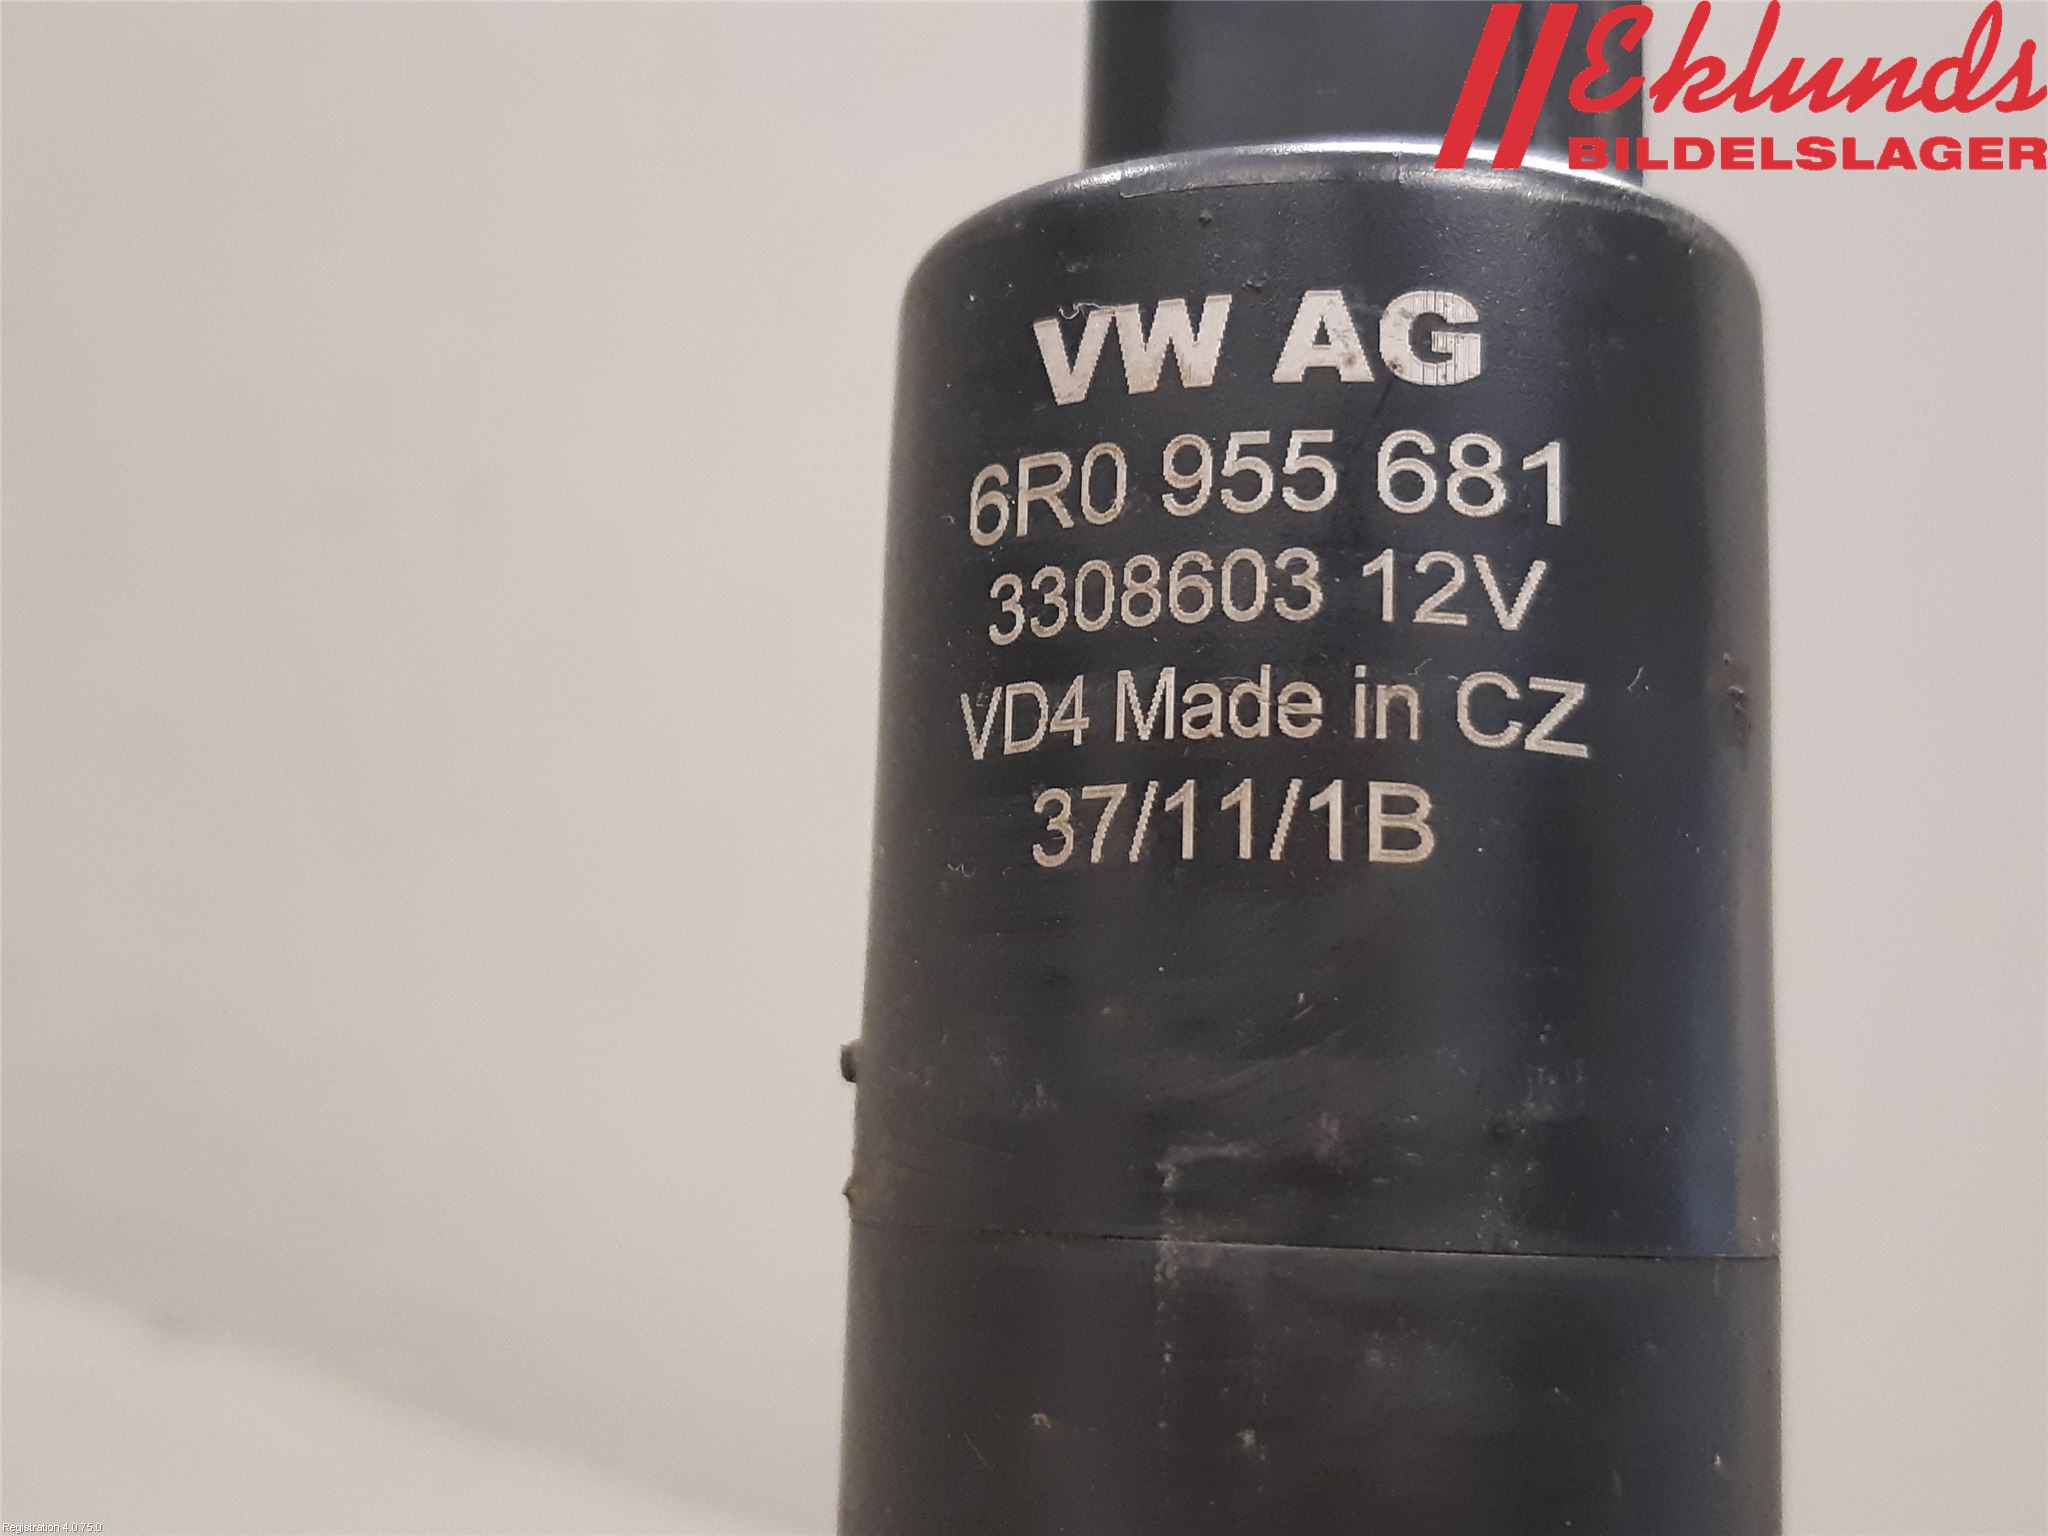 Eklunds
BILDELSLAGER
VW AG
6R0 955 681
3308603 12V
VD4 Made in CZ
37/11/1B
Registration 4.0.75.0